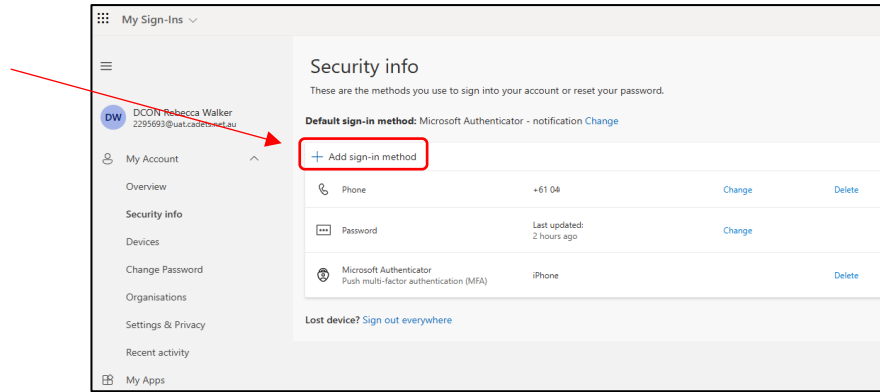 My Sign-Ins
Security info
These are the methods you use to sign into your account or reset your password.
DW
DCON Rebecca Walker
2295693@uat.cadets.net.au
Default sign-in method: Microsoft Authenticator - notification Change
My Account
+ Add sign-in method
Overview
Phone +61 04 Change Delete
Security info
Password Last updated: Change
2 hours ago
Devices
Change Password
Microsoft Authenticator iPhone Delete
Push multi-factor authentication (MFA)
Organisations
Settings & Privacy
Lost device? Sign out everywhere
Recent activity
My Apps